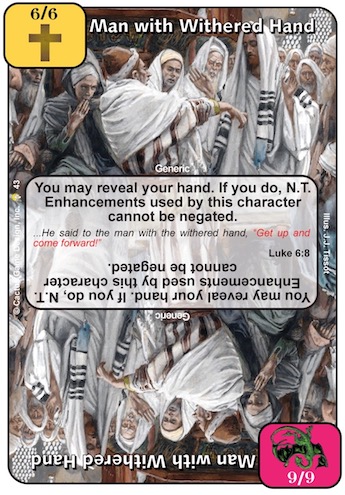 6/6
Man with Withered Hand
Generic
You may reveal your hand. If you do, N.T.
Enhancements used by this character
cannot be negated.
...He said to the man with the withered hand, "Get up and
come forward!"
Luke 6:8
Illus. J.J. Tissot
43
You may reveal your hand. If you do, N.T.
Enhancements used by this character
cannot be negated.
Generic
Man with Withered Hand
9/9